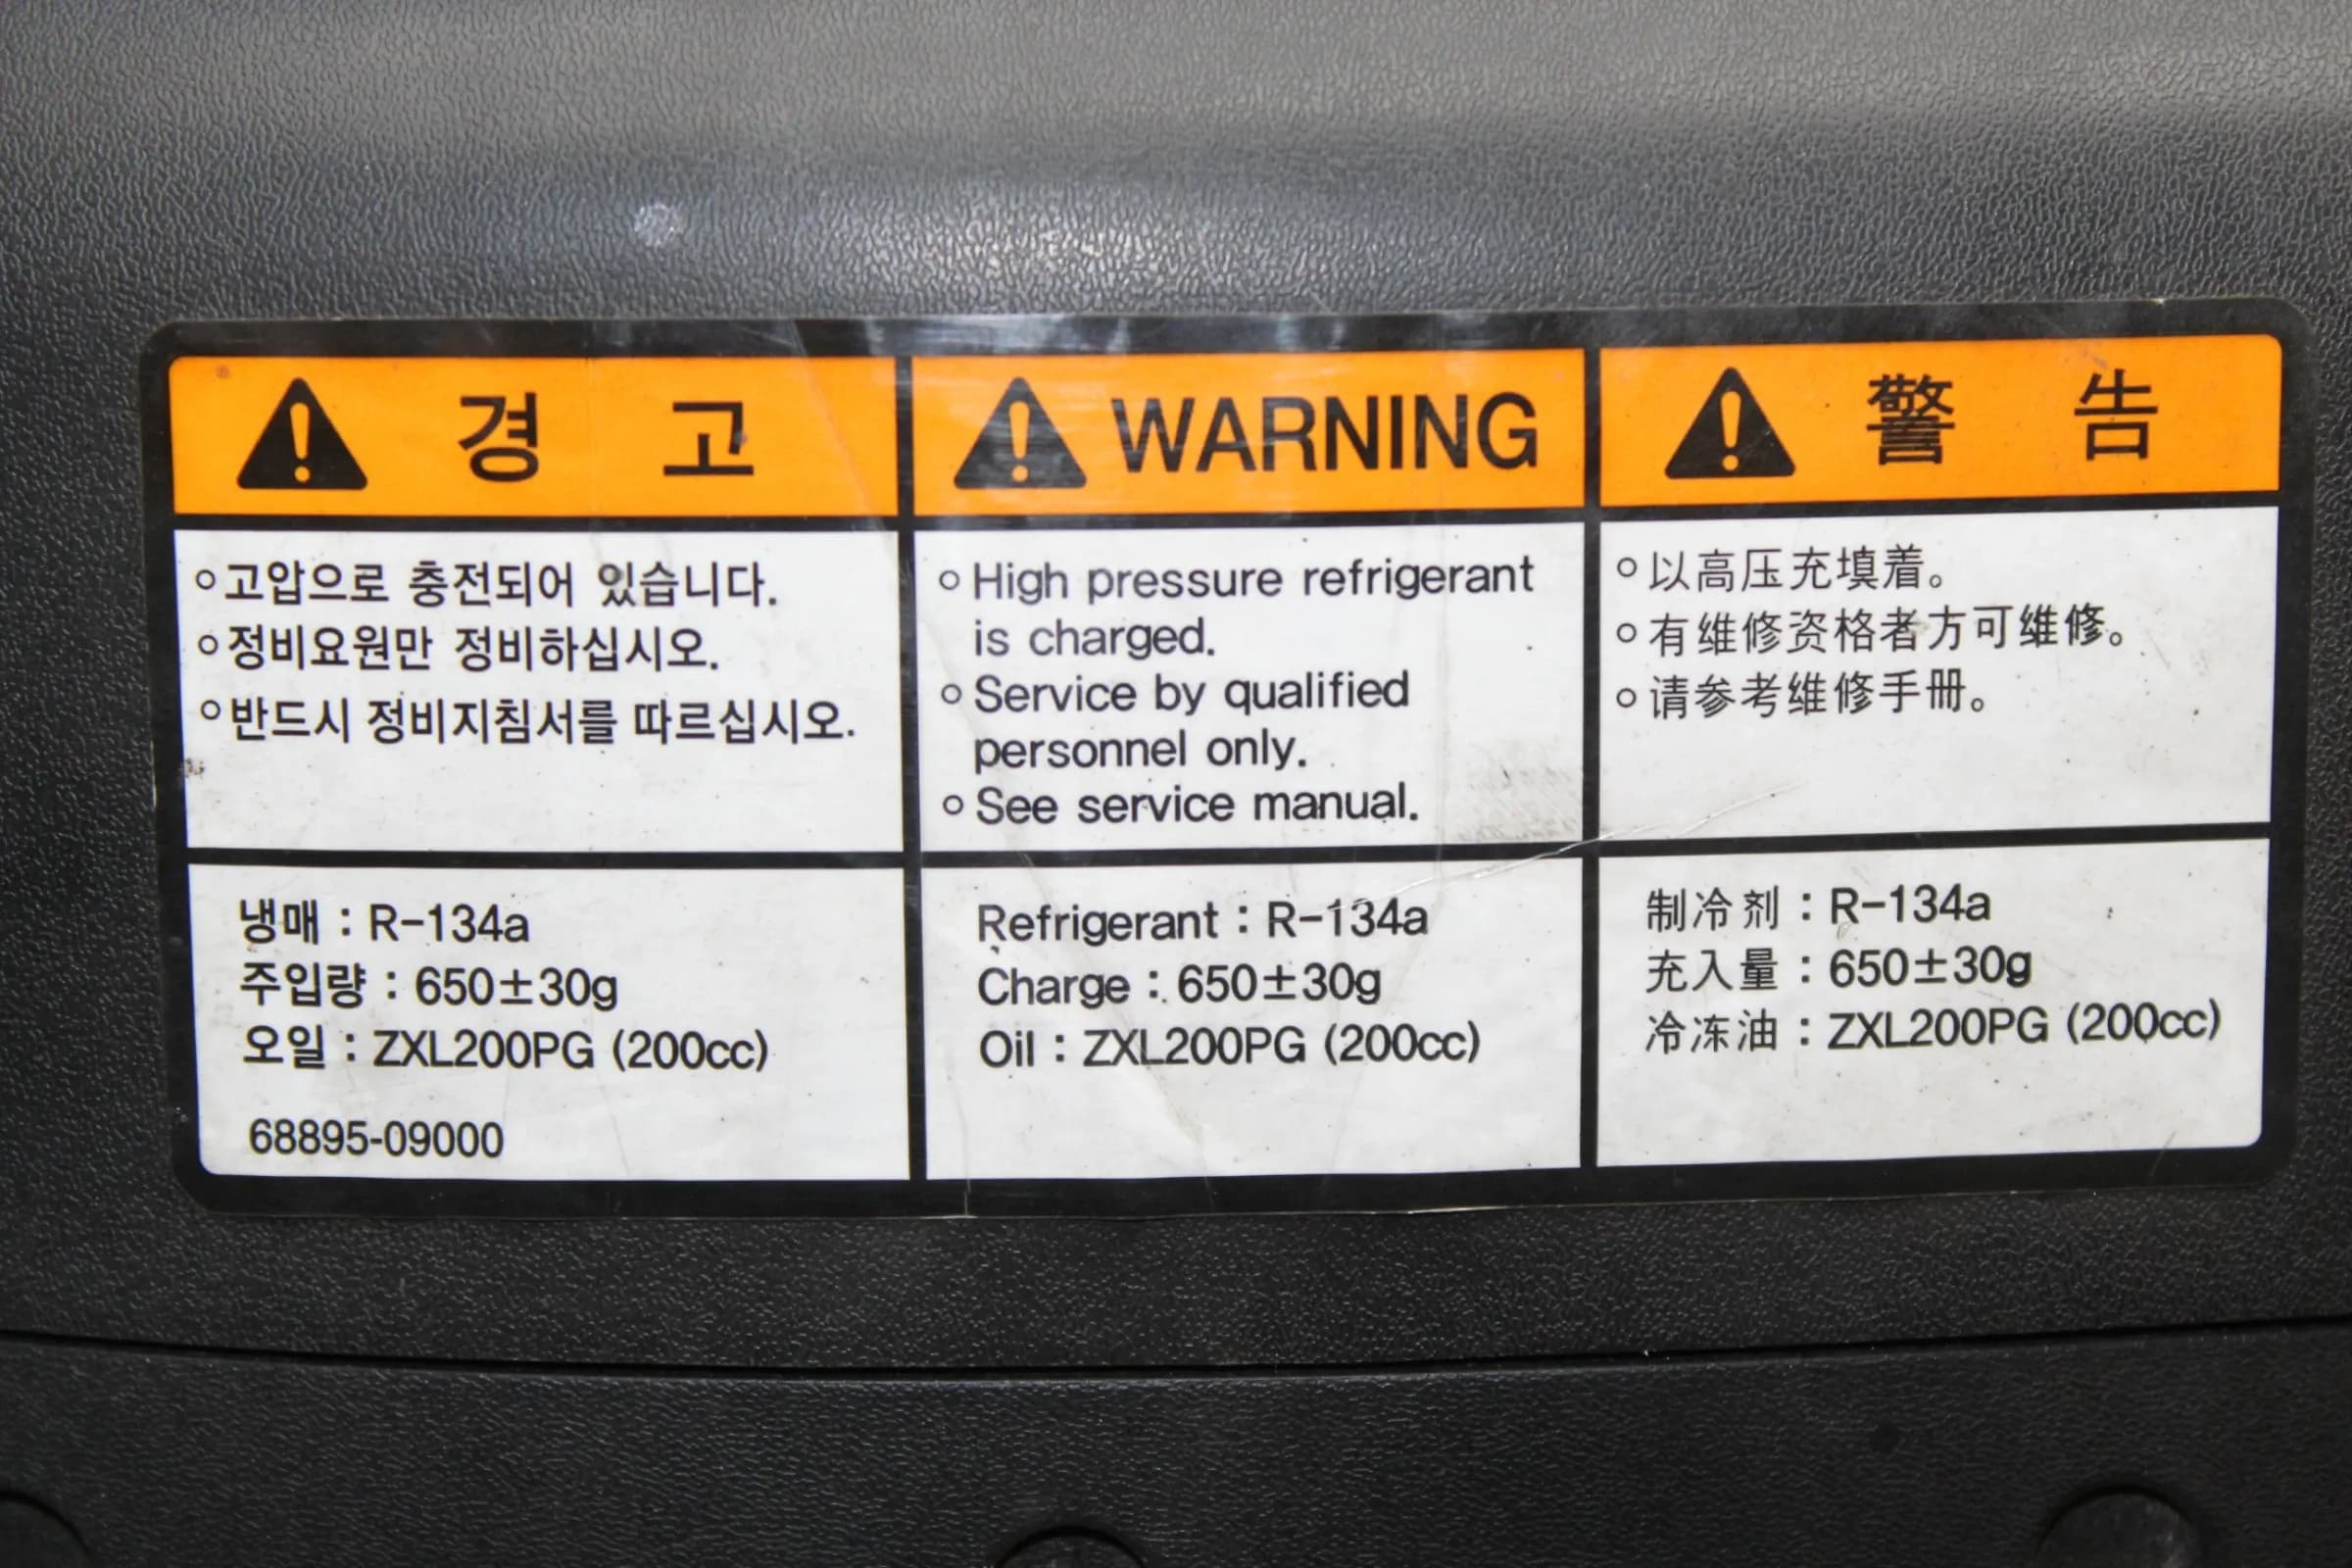 경 고
◦고압으로 충전되어 있습니다.
◦정비요원만 정비하십시오.
◦반드시 정비지침서를 따르십시오.
냉매 : R-134a
주입량 : 650±30g
오일 : ZXL200PG (200cc)
68895-09000
WARNING
◦High pressure refrigerant
is charged.
◦Service by qualified
personnel only.
◦See service manual.
Refrigerant : R-134a
Charge : 650±30g
Oil : ZXL200PG (200cc)
警 告
◦以高压充填着。
◦有维修资格者方可维修。
◦请参考维修手册。
制冷剂 : R-134a
充入量 : 650±30g
冷冻油 : ZXL200PG (200cc)